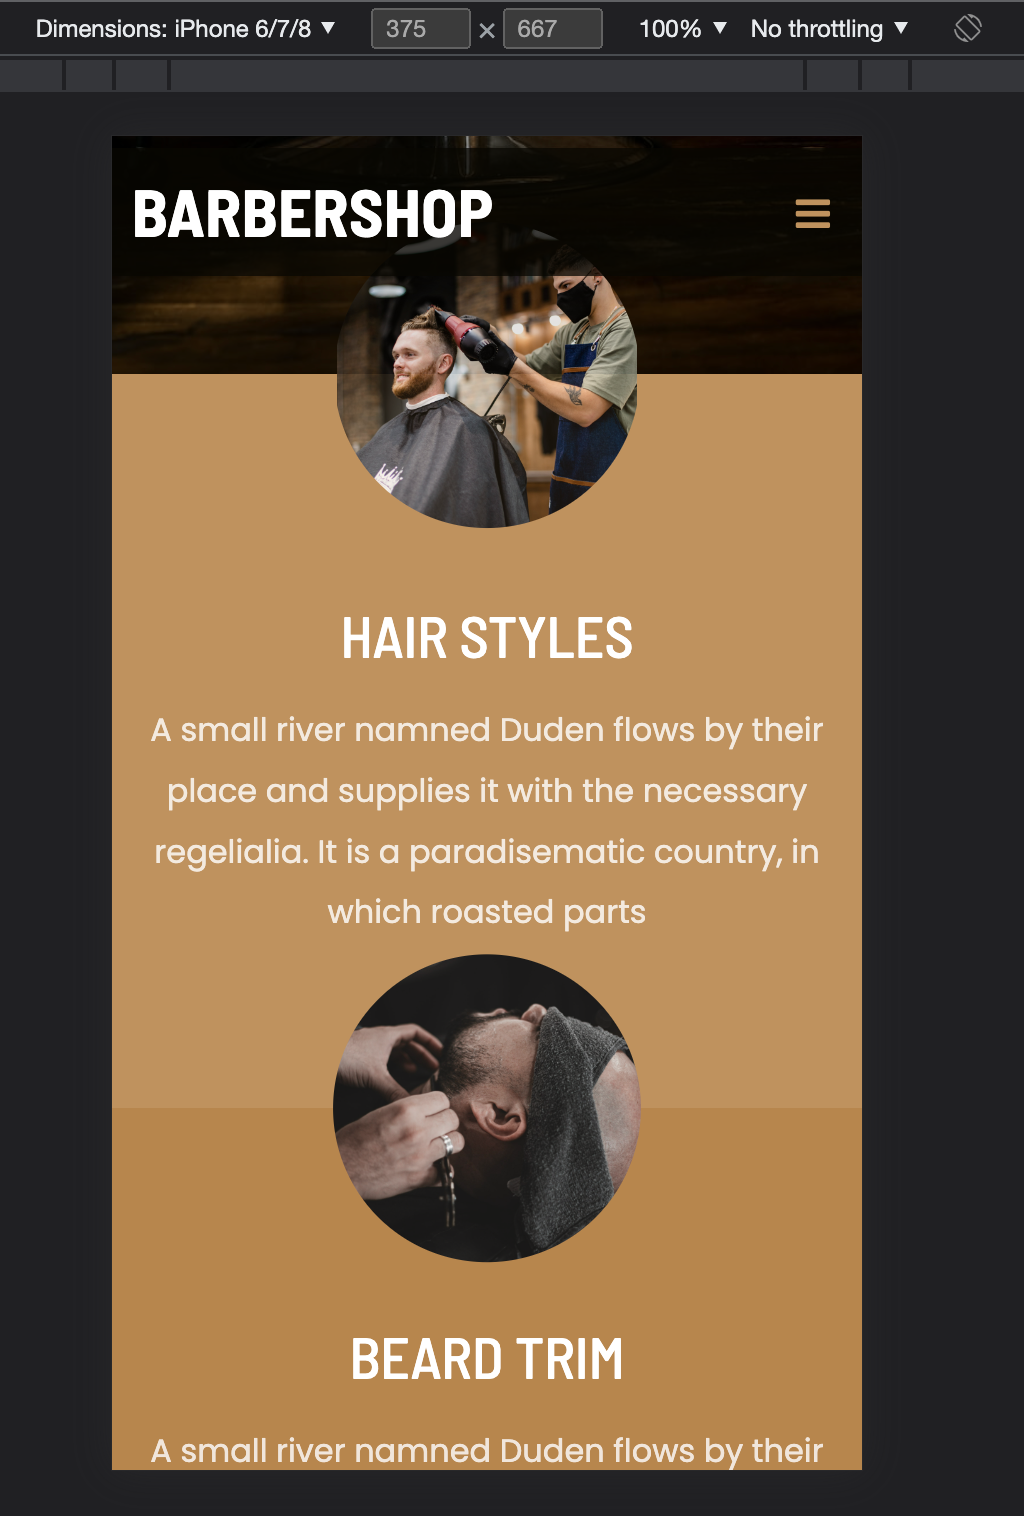 Dimensions: iPhone 6/7/8 ▼ 375 × 667 100% ▼ No throttling ▼
BARBERSHOP
HAIR STYLES
A small river namned Duden flows by their
place and supplies it with the necessary
regelialia. It is a paradisematic country, in
which roasted parts
BEARD TRIM
A small river namned Duden flows by their